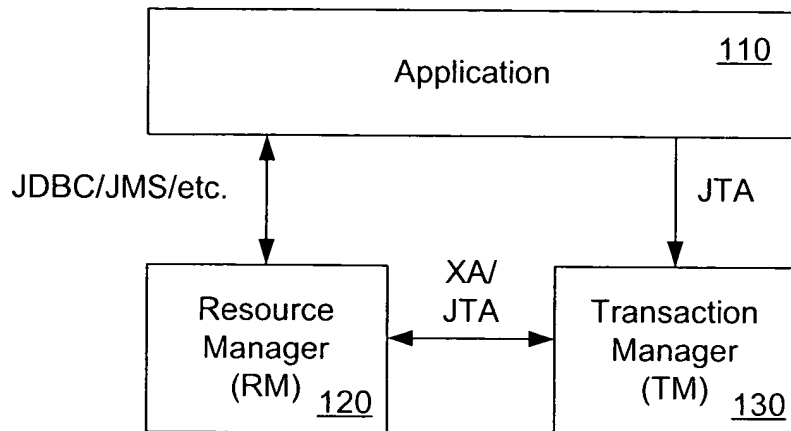 Application
110
JDBC/JMS/etc.
JTA
XA/
JTA
Resource
Manager
(RM)
120
Transaction
Manager
(TM)
130